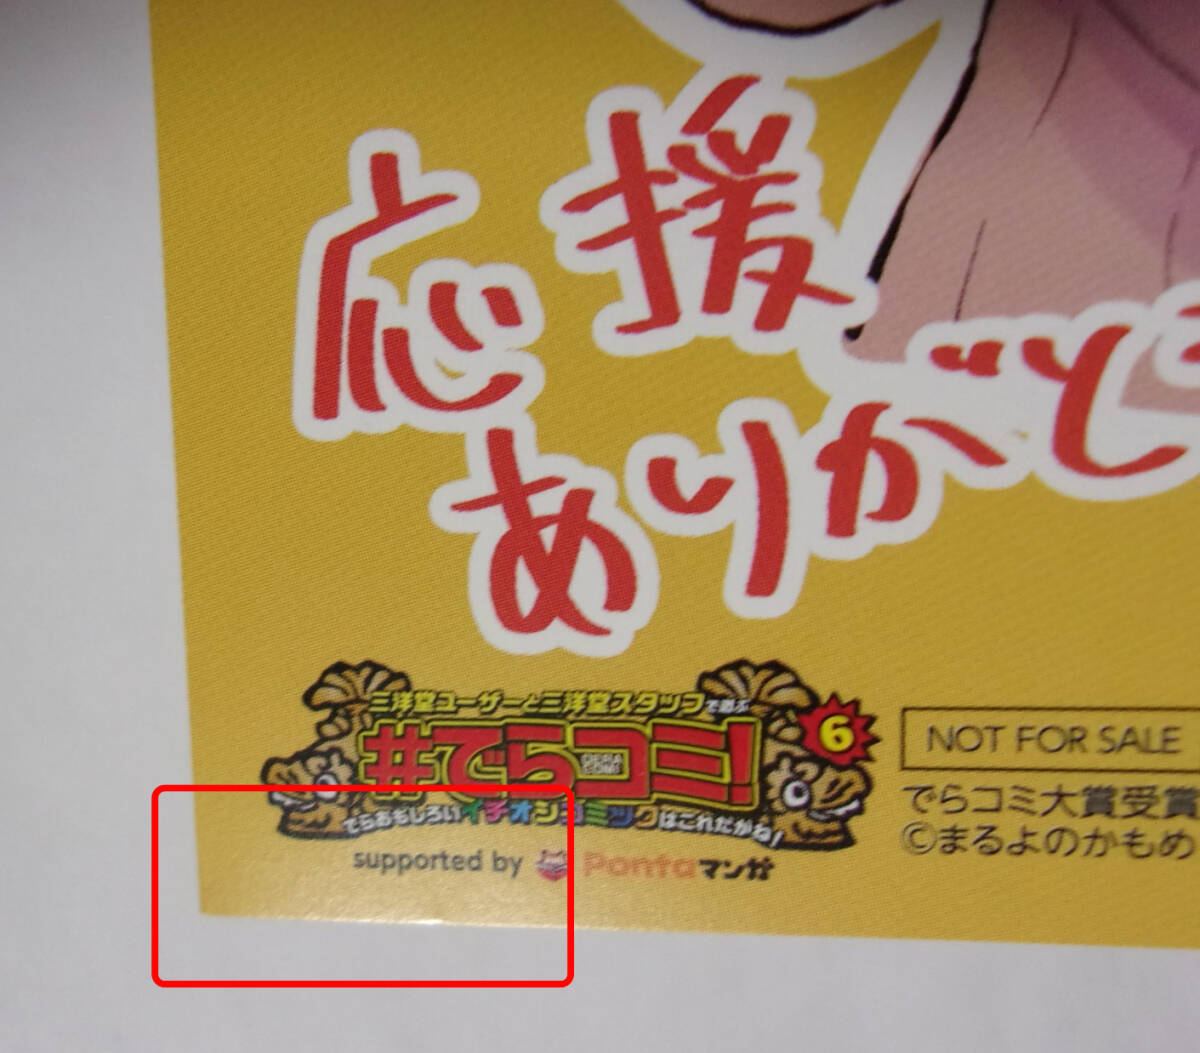 応援
ありがと
三洋堂ユーザーと三洋堂スタッフで選ぶ
#でらコミ!
DERA COMI
6
でらおもしろいイチオシコミックはこれだがね!
supported by Pontaマンガ
NOT FOR SALE
でらコミ大賞受賞
©まるよのかもめ